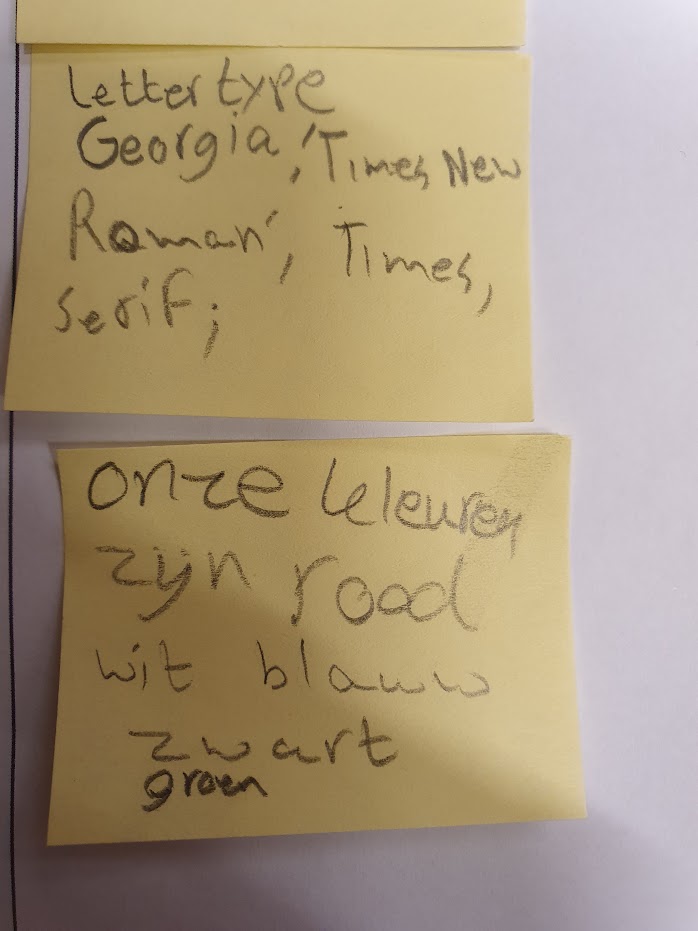 Lettertype
Georgia, 'Times New
Roman', Times,
serif;
onze kleuren
zijn rood
wit blauw
zwart
groen